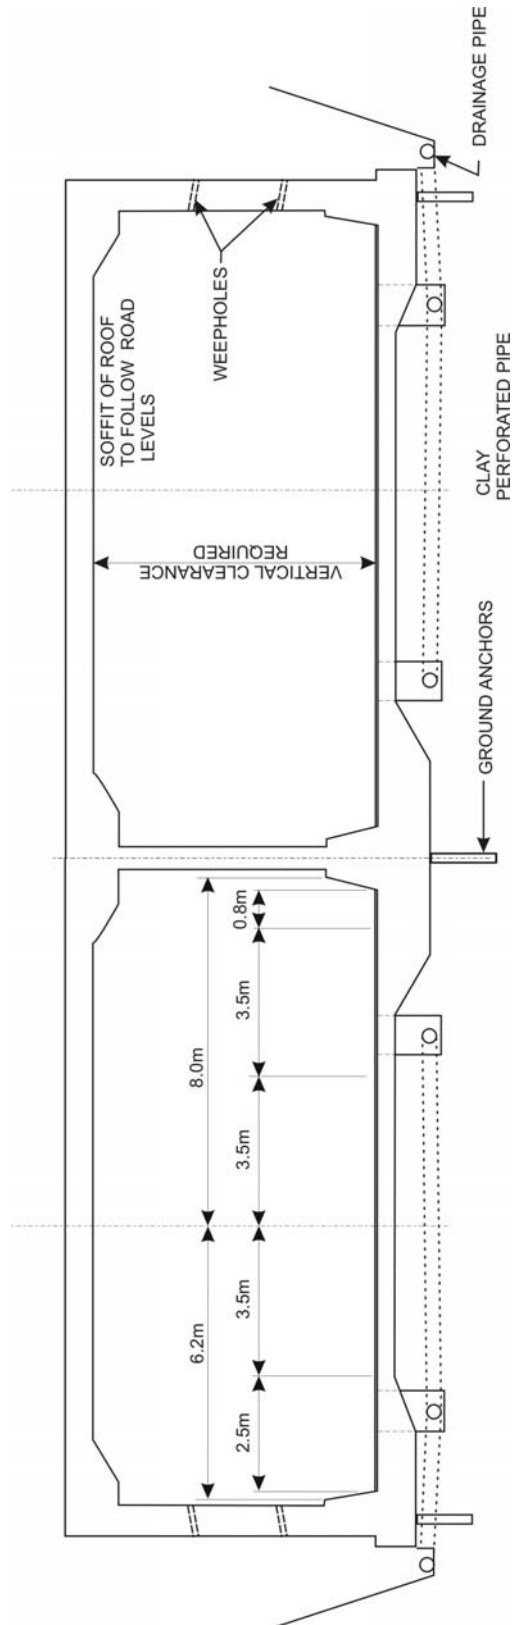 6.2m
8.0m
2.5m
3.5m
3.5m
3.5m
0.8m
VERTICAL CLEARANCE
REQUIRED
SOFFIT OF ROOF
TO FOLLOW ROAD
LEVELS
WEEPHOLES
GROUND ANCHORS
CLAY
PERFORATED PIPE
DRAINAGE PIPE